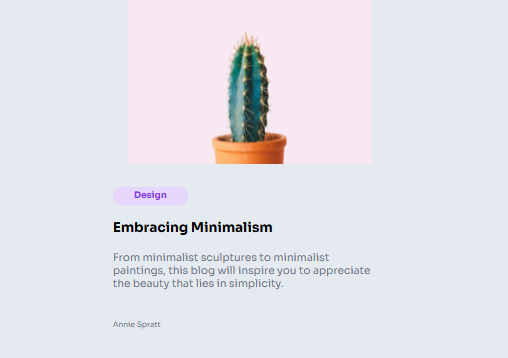 Design
Embracing Minimalism
From minimalist sculptures to minimalist
paintings, this blog will inspire you to appreciate
the beauty that lies in simplicity.
Annie Spratt